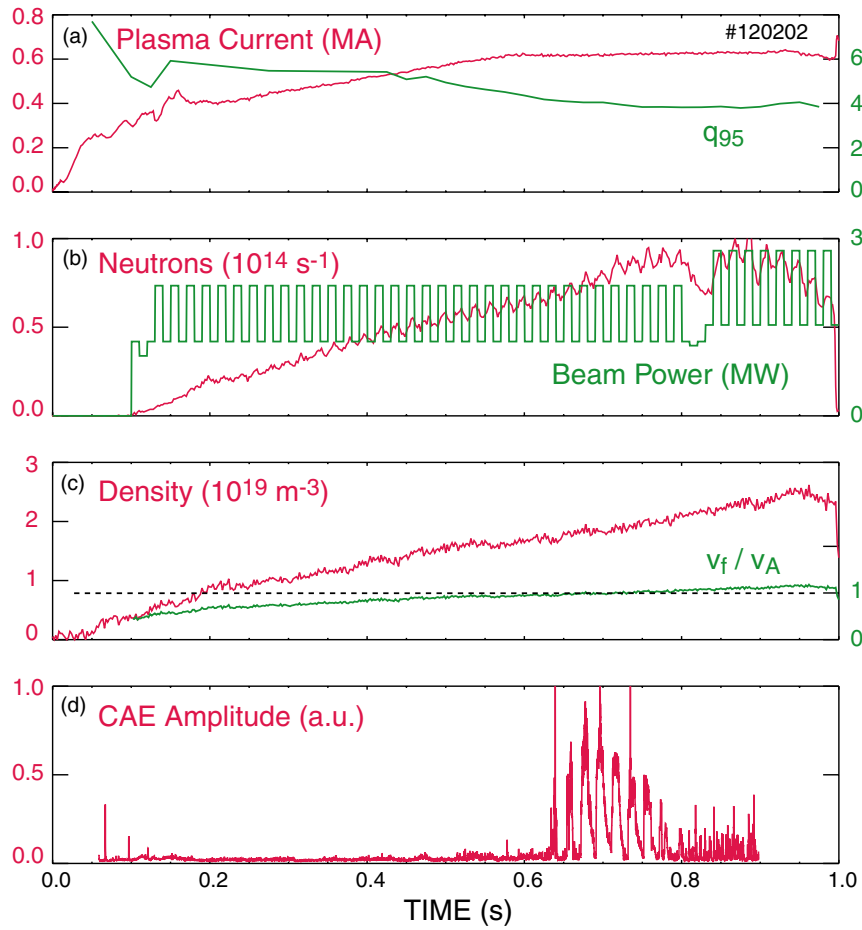 (a) Plasma Current (MA) #120202
q95
0.8
0.6
0.4
0.2
0.0
6
4
2
0
(b) Neutrons (10^14 s-1)
Beam Power (MW)
1.0
0.5
0.0
3
0
(c) Density (10^19 m-3)
vf / vA
3
2
1
0
1
0
(d) CAE Amplitude (a.u.)
1.0
0.5
0.0
0.0 0.2 0.4 0.6 0.8 1.0
TIME (s)